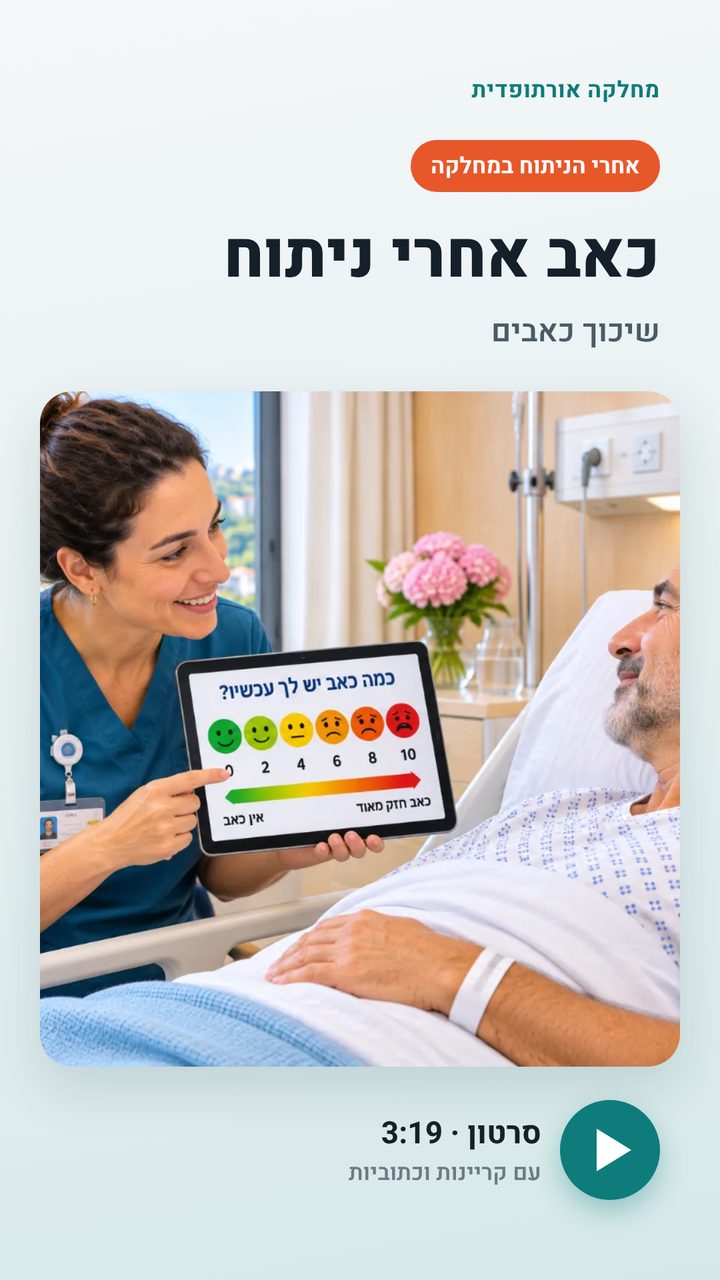 מחלקה אורתופדית
אחרי הניתוח במחלקה
כאב אחרי ניתוח
שיכוך כאבים
כמה כאב יש לך עכשיו?
0 2 4 6 8 10
כאב חזק מאוד
אין כאב
סרטון · 3:19
עם קריינות וכתוביות